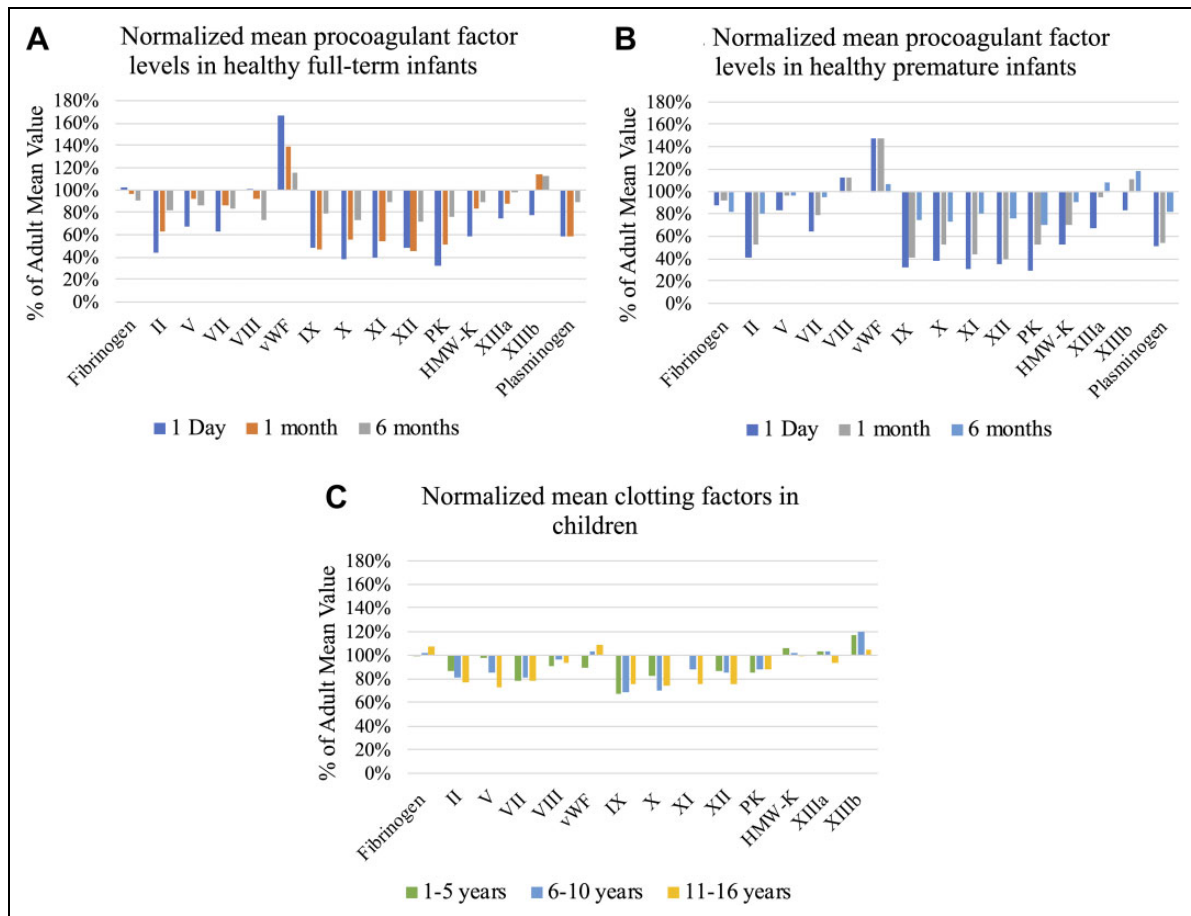 A
Normalized mean procoagulant factor
levels in healthy full-term infants
% of Adult Mean Value
180%
160%
140%
120%
100%
80%
60%
40%
20%
0%
Fibrinogen
II
V
VII
VIII
vWF
IX
X
XI
XII
PK
HMW-K
XIIIa
XIIIb
Plasminogen
1 Day 1 month 6 months
B
. Normalized mean procoagulant factor
levels in healthy premature infants
% of Adult Mean Value
180%
160%
140%
120%
100%
80%
60%
40%
20%
0%
Fibrinogen
II
V
VII
VIII
vWF
IX
X
XI
XII
PK
HMW-K
XIIIa
XIIIb
Plasminogen
1 Day 1 month 6 months
C
Normalized mean clotting factors in
children
% of Adult Mean Value
180%
160%
140%
120%
100%
80%
60%
40%
20%
0%
Fibrinogen
II
V
VII
VIII
vWF
IX
X
XI
XII
PK
HMW-K
XIIIa
XIIIb
1-5 years 6-10 years 11-16 years